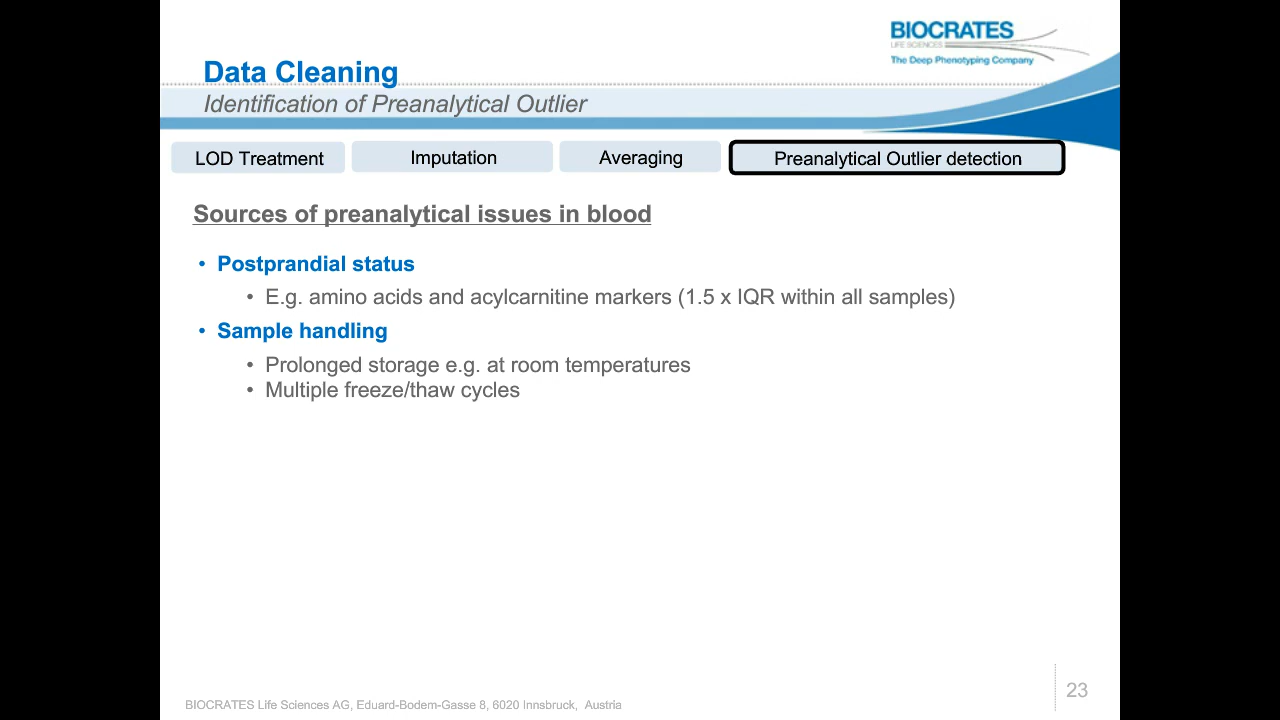 BIOCRATES
LIFE SCIENCES
The Deep Phenotyping Company
Data Cleaning
Identification of Preanalytical Outlier
LOD Treatment
Imputation
Averaging
Preanalytical Outlier detection
Sources of preanalytical issues in blood
• Postprandial status
• E.g. amino acids and acylcarnitine markers (1.5 x IQR within all samples)
• Sample handling
• Prolonged storage e.g. at room temperatures
• Multiple freeze/thaw cycles
BIOCRATES Life Sciences AG, Eduard-Bodem-Gasse 8, 6020 Innsbruck, Austria
23